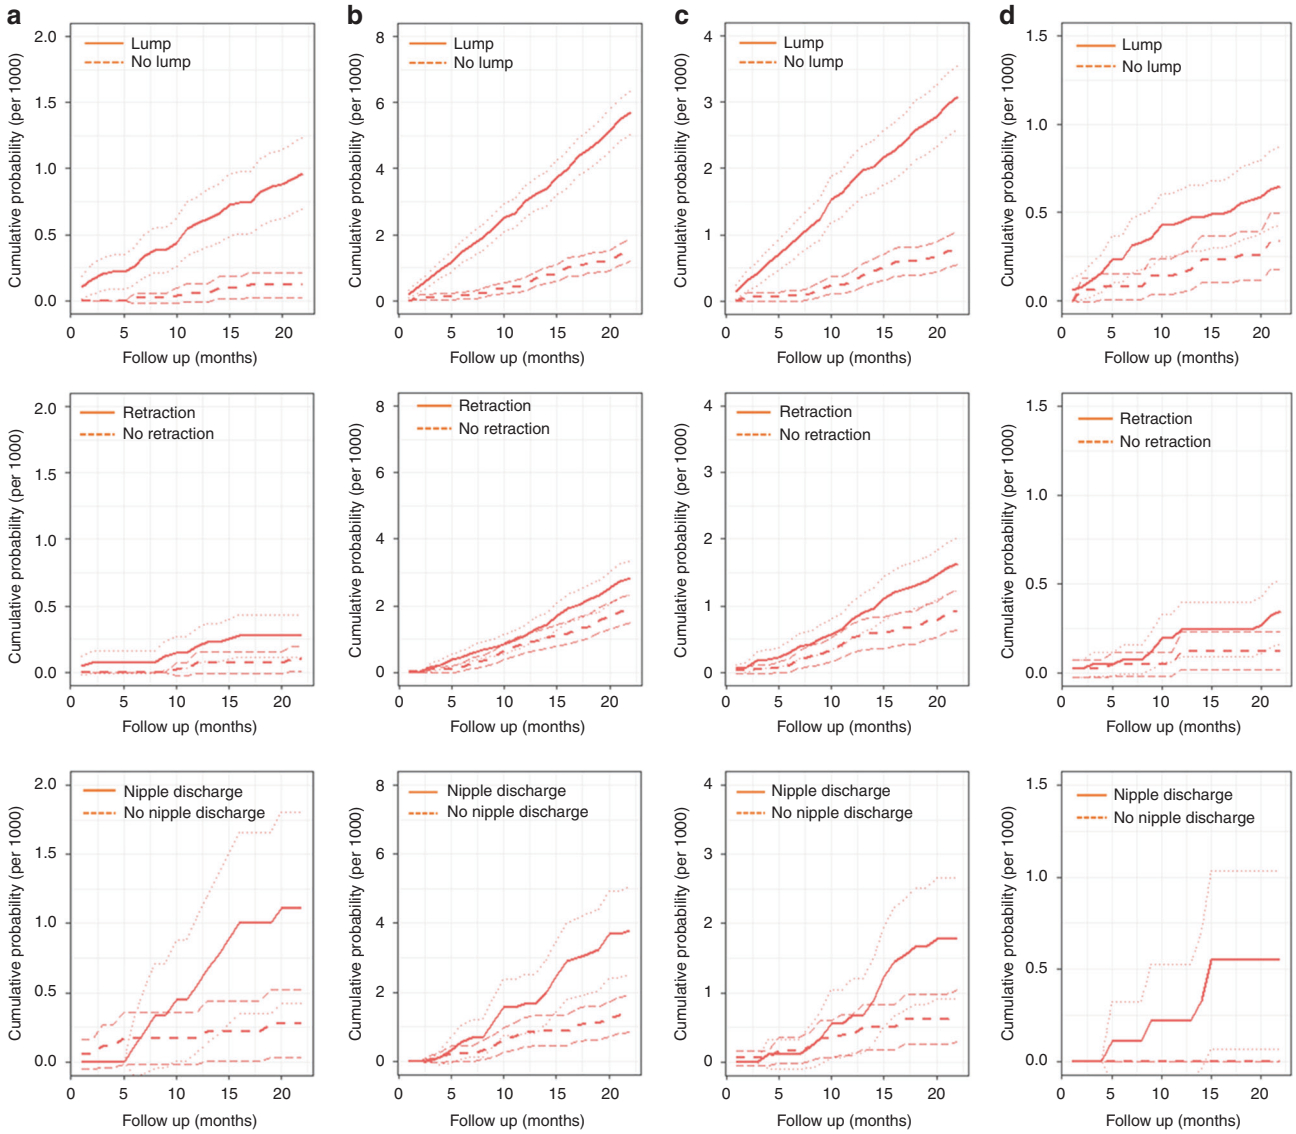 a
b
c
d
Cumulative probability (per 1000)
2.0
1.5
1.0
0.5
0.0
Lump
No lump
0 5 10 15 20
Follow up (months)
Cumulative probability (per 1000)
8
6
4
2
0
Lump
No lump
0 5 10 15 20
Follow up (months)
Cumulative probability (per 1000)
4
3
2
1
0
Lump
No lump
0 5 10 15 20
Follow up (months)
Cumulative probability (per 1000)
1.5
1.0
0.5
0.0
Lump
No lump
0 5 10 15 20
Follow up (months)
Cumulative probability (per 1000)
2.0
1.5
1.0
0.5
0.0
Retraction
No retraction
0 5 10 15 20
Follow up (months)
Cumulative probability (per 1000)
8
6
4
2
0
Retraction
No retraction
0 5 10 15 20
Follow up (months)
Cumulative probability (per 1000)
4
3
2
1
0
Retraction
No retraction
0 5 10 15 20
Follow up (months)
Cumulative probability (per 1000)
1.5
1.0
0.5
0.0
Retraction
No retraction
0 5 10 15 20
Follow up (months)
Cumulative probability (per 1000)
2.0
1.5
1.0
0.5
0.0
Nipple discharge
No nipple discharge
0 5 10 15 20
Follow up (months)
Cumulative probability (per 1000)
8
6
4
2
0
Nipple discharge
No nipple discharge
0 5 10 15 20
Follow up (months)
Cumulative probability (per 1000)
4
3
2
1
0
Nipple discharge
No nipple discharge
0 5 10 15 20
Follow up (months)
Cumulative probability (per 1000)
1.5
1.0
0.5
0.0
Nipple discharge
No nipple discharge
0 5 10 15 20
Follow up (months)